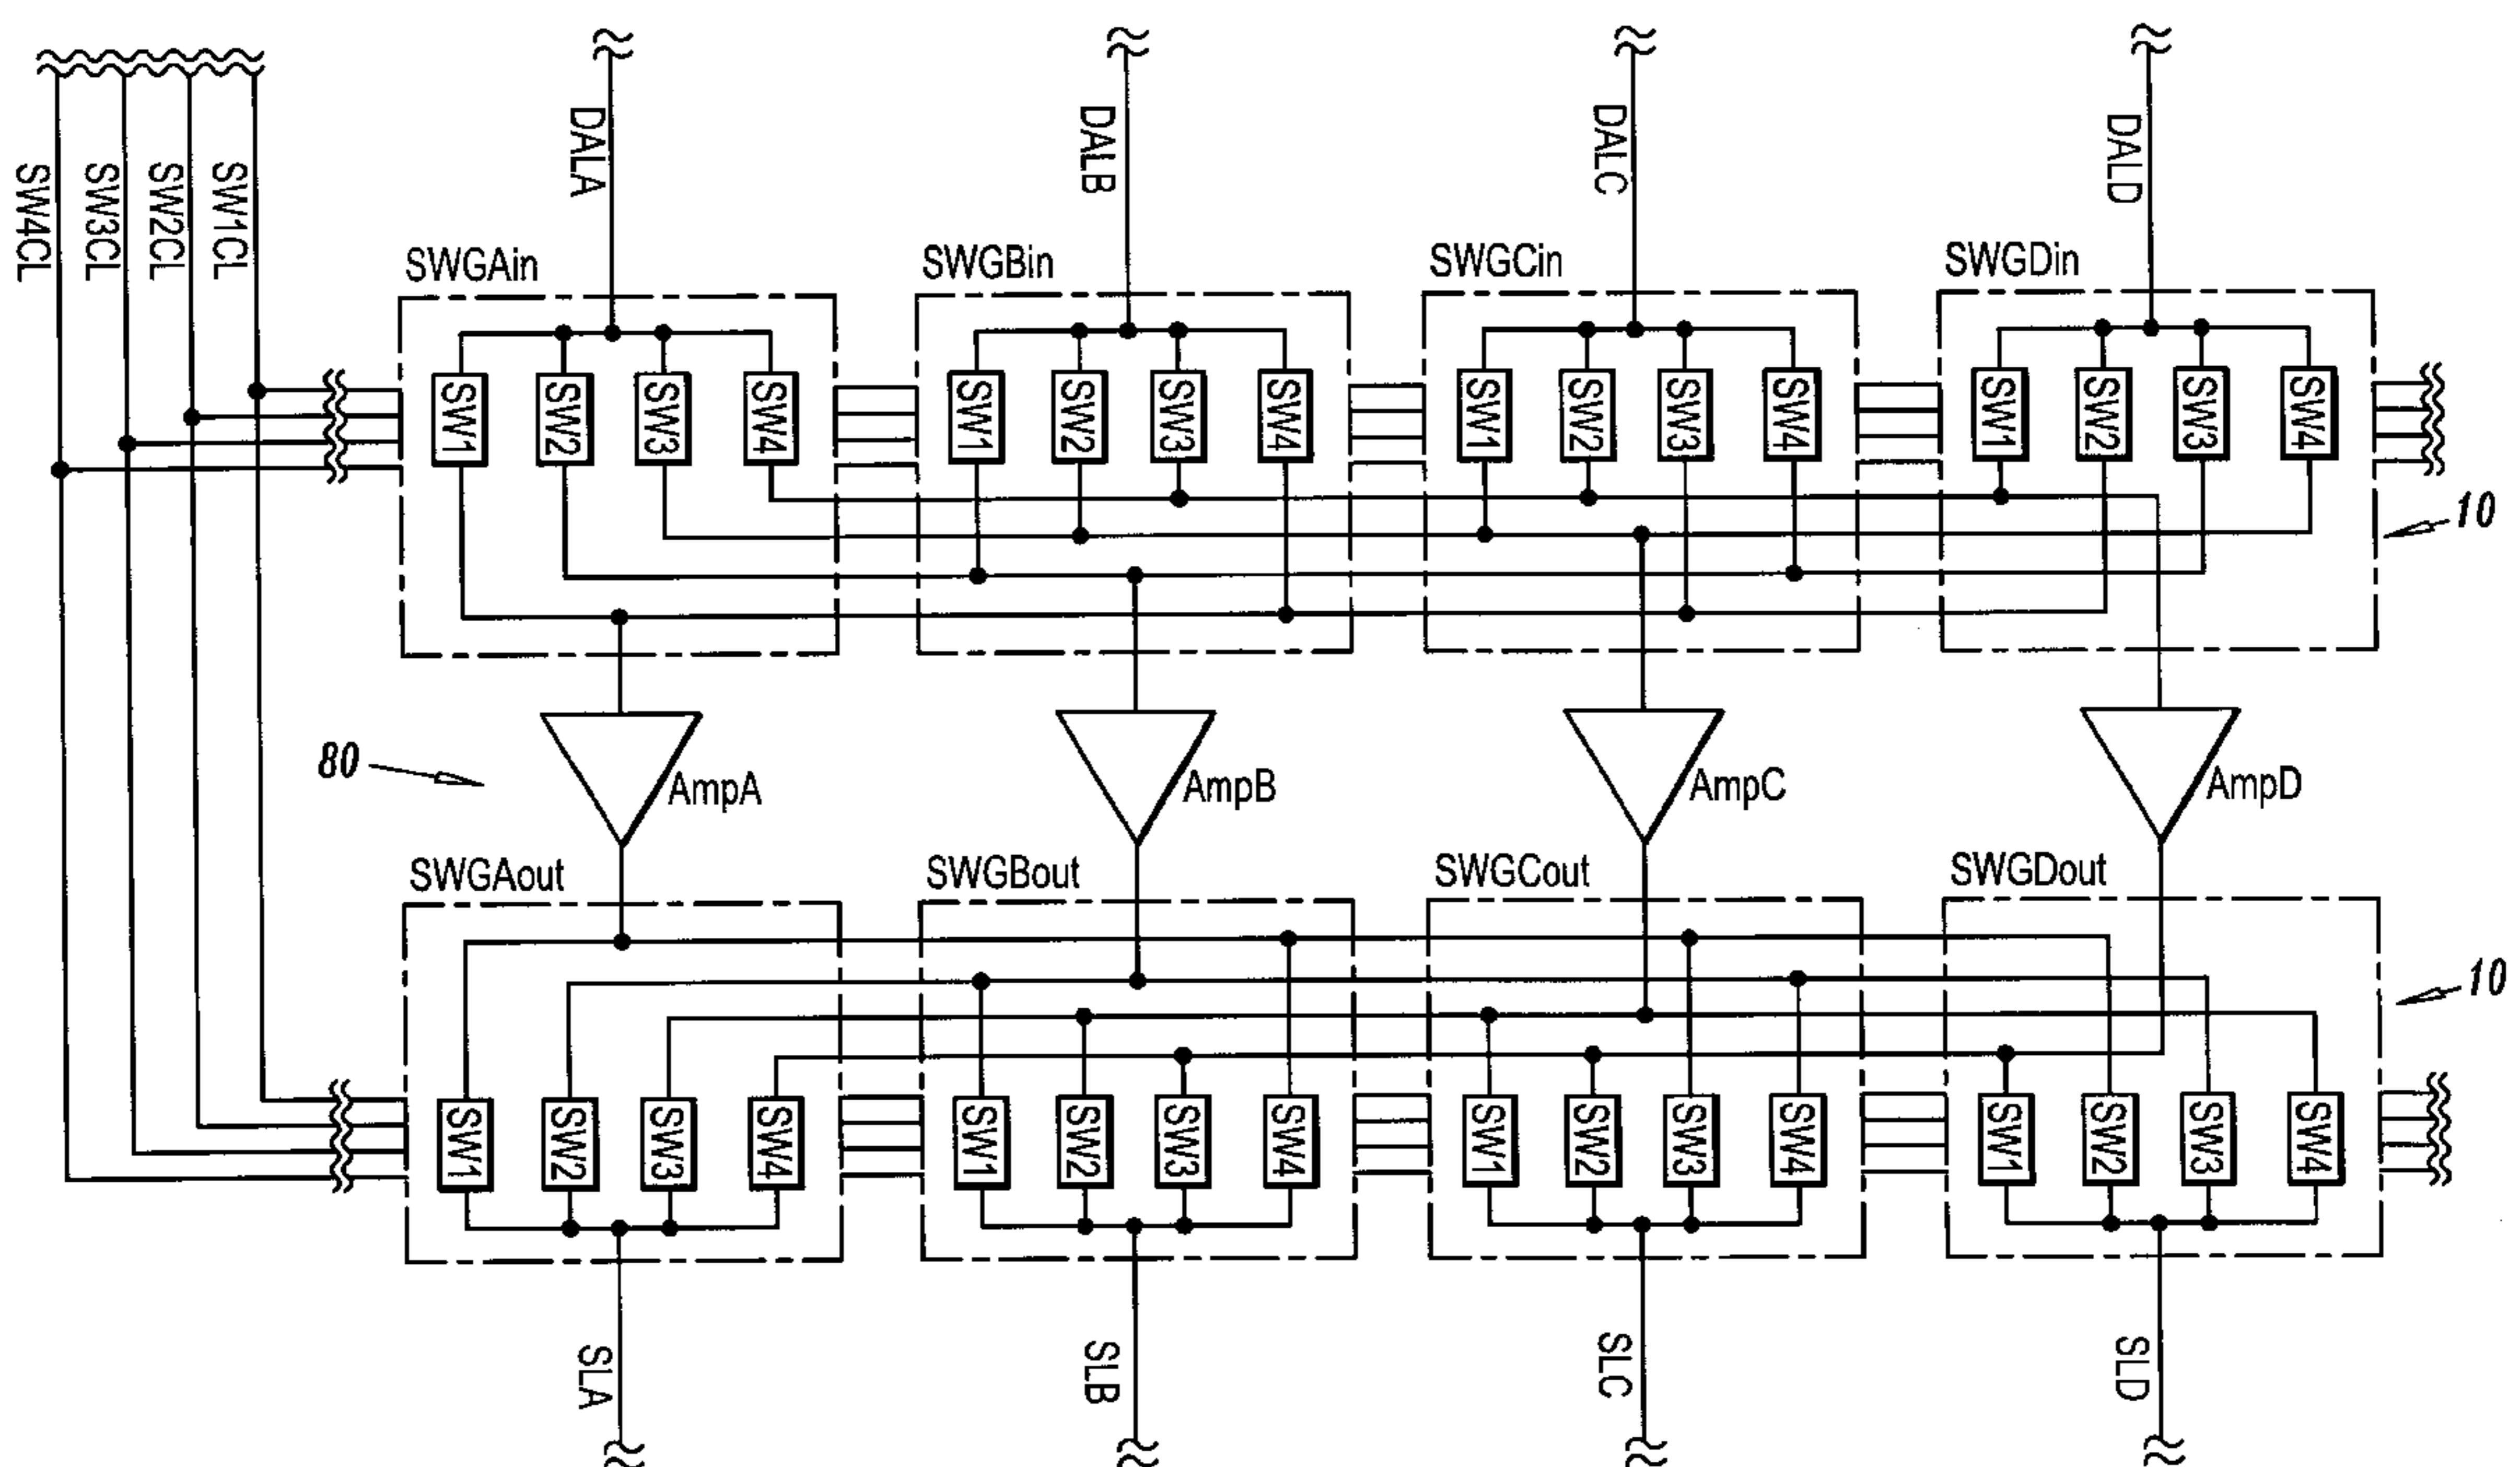 DALA
DALB
DALC
DALD
SW4CL
SW3CL
SW2CL
SW1CL
SWGAin
SWGBin
SWGCin
SWGDin
SW1 SW2 SW3 SW4
SW1 SW2 SW3 SW4
SW1 SW2 SW3 SW4
SW1 SW2 SW3 SW4
10
80
AmpA
AmpB
AmpC
AmpD
SWGAout
SWGBout
SWGCout
SWGDout
10
SW1 SW2 SW3 SW4
SW1 SW2 SW3 SW4
SW1 SW2 SW3 SW4
SW1 SW2 SW3 SW4
SLA
SLB
SLC
SLD